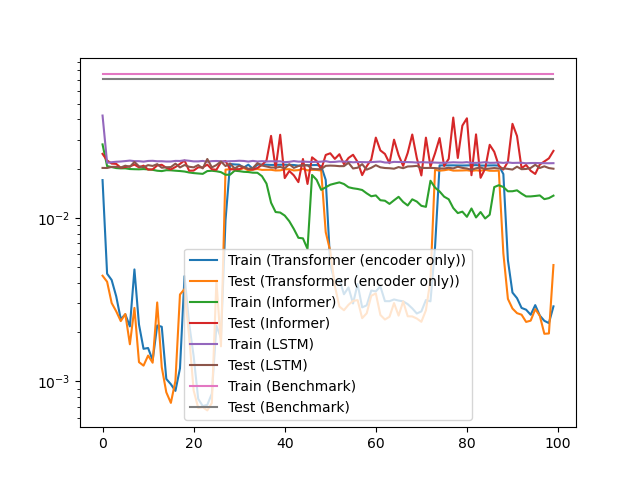 10⁻²
10⁻³
0
20
40
60
80
100
Train (Transformer (encoder only))
Test (Transformer (encoder only))
Train (Informer)
Test (Informer)
Train (LSTM)
Test (LSTM)
Train (Benchmark)
Test (Benchmark)